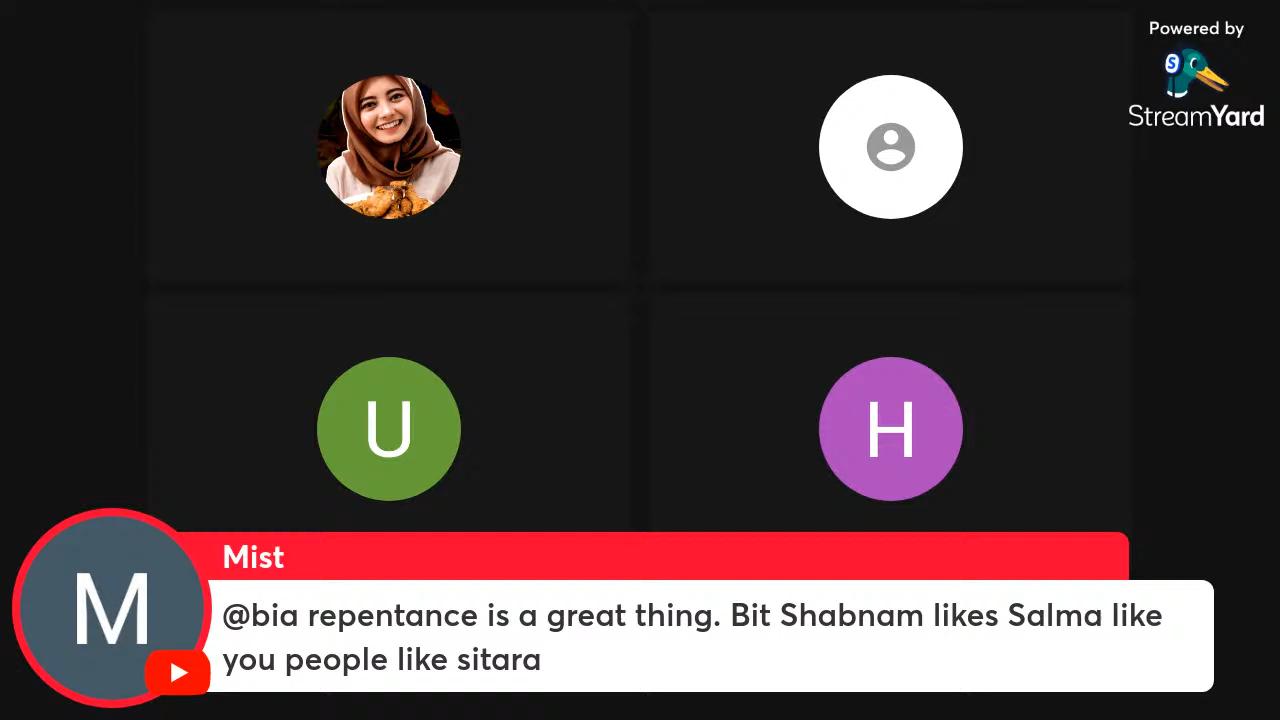 Powered by
S
StreamYard
U
H
M
Mist
@bia repentance is a great thing. Bit Shabnam likes Salma like
you people like sitara